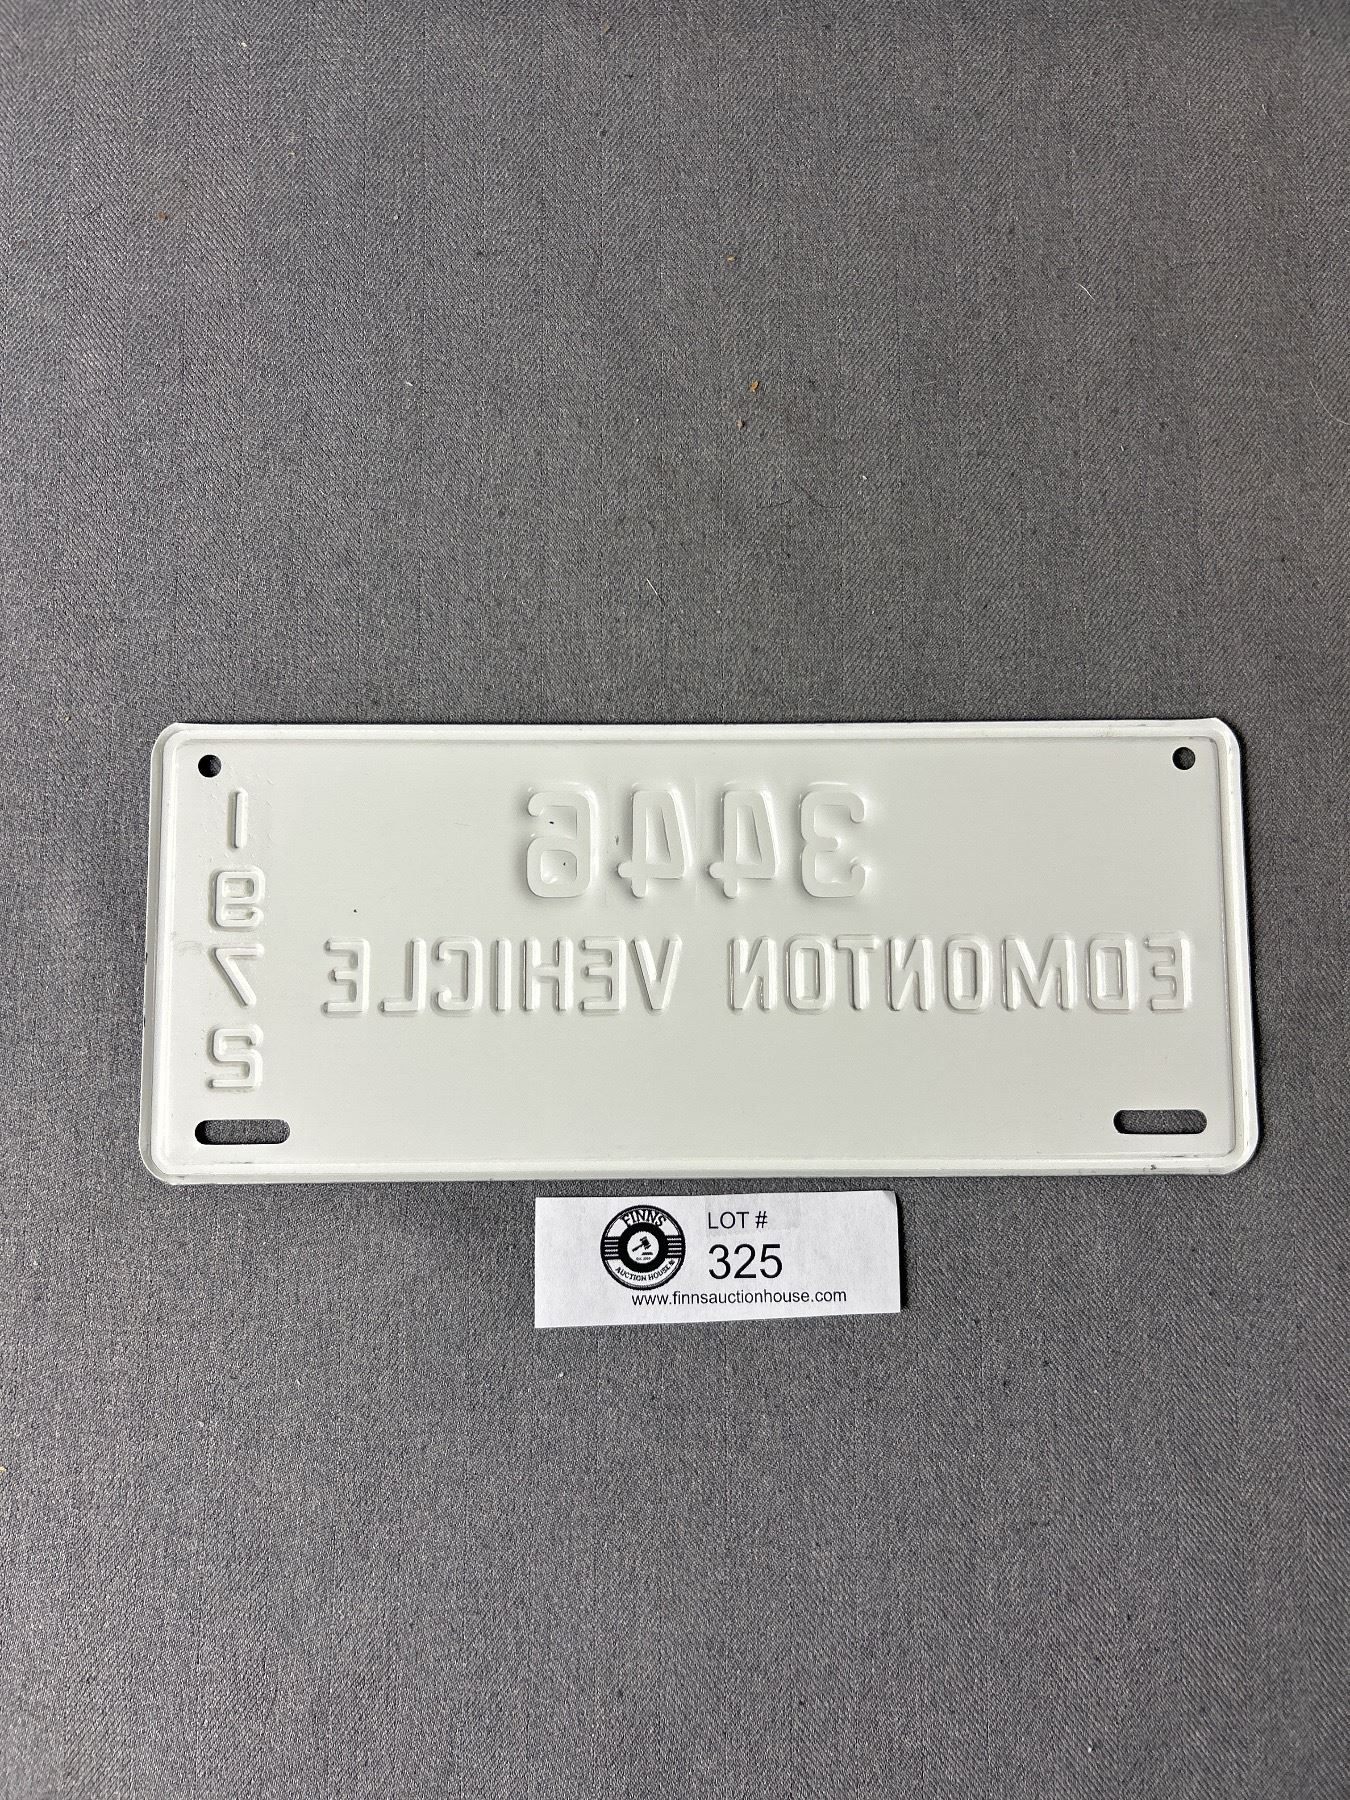 3446
EDMONTON VEHICLE
1972
FINNS
AUCTION HOUSE
LOT #
325
www.finnsauctionhouse.com